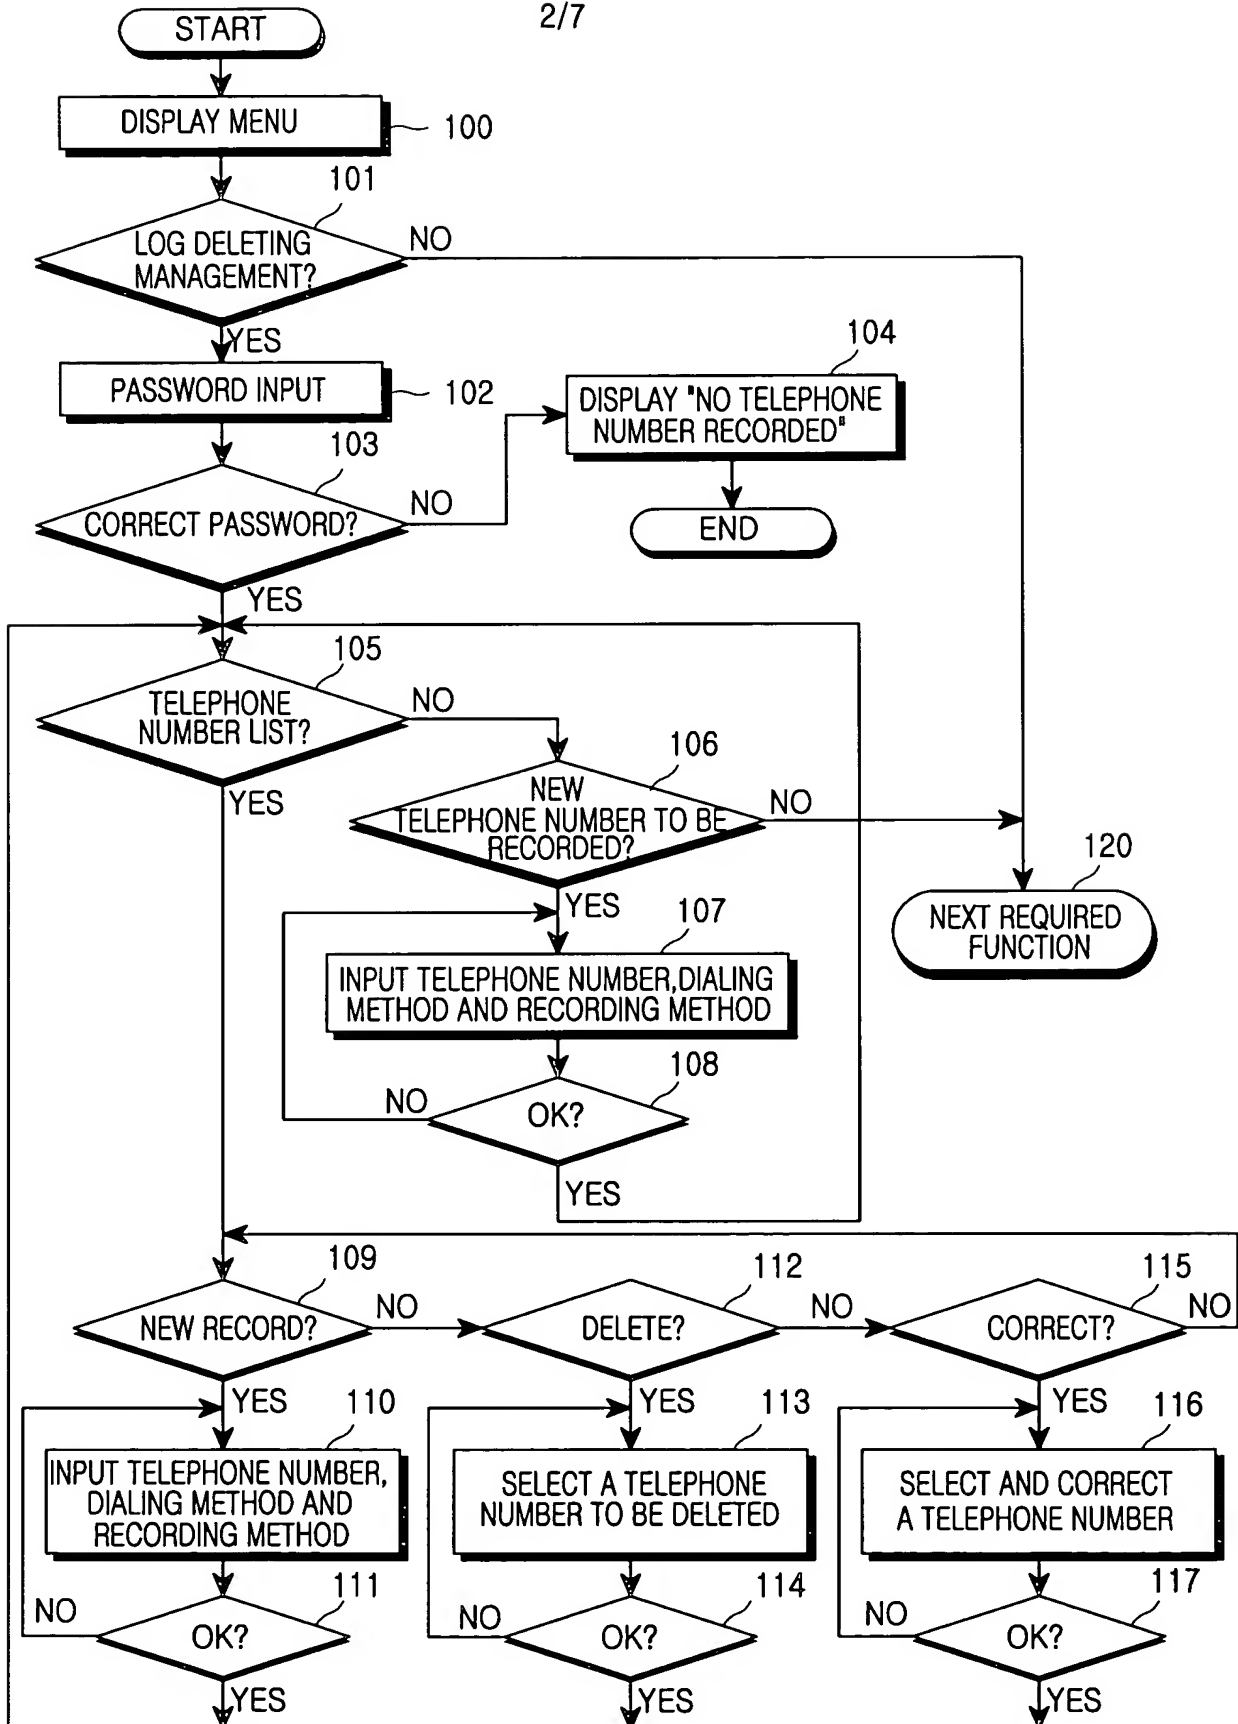 2/7
START
DISPLAY MENU
100
101
LOG DELETING
MANAGEMENT?
NO
YES
PASSWORD INPUT
102
104
DISPLAY "NO TELEPHONE
NUMBER RECORDED"
END
103
CORRECT PASSWORD?
NO
YES
105
TELEPHONE
NUMBER LIST?
NO
YES
106
NEW
TELEPHONE NUMBER TO BE
RECORDED?
NO
YES
120
NEXT REQUIRED
FUNCTION
107
INPUT TELEPHONE NUMBER,DIALING
METHOD AND RECORDING METHOD
108
OK?
NO
YES
109
NEW RECORD?
NO
YES
112
DELETE?
NO
YES
115
CORRECT?
NO
YES
110
INPUT TELEPHONE NUMBER,
DIALING METHOD AND
RECORDING METHOD
113
SELECT A TELEPHONE
NUMBER TO BE DELETED
116
SELECT AND CORRECT
A TELEPHONE NUMBER
111
OK?
NO
YES
114
OK?
NO
YES
117
OK?
NO
YES